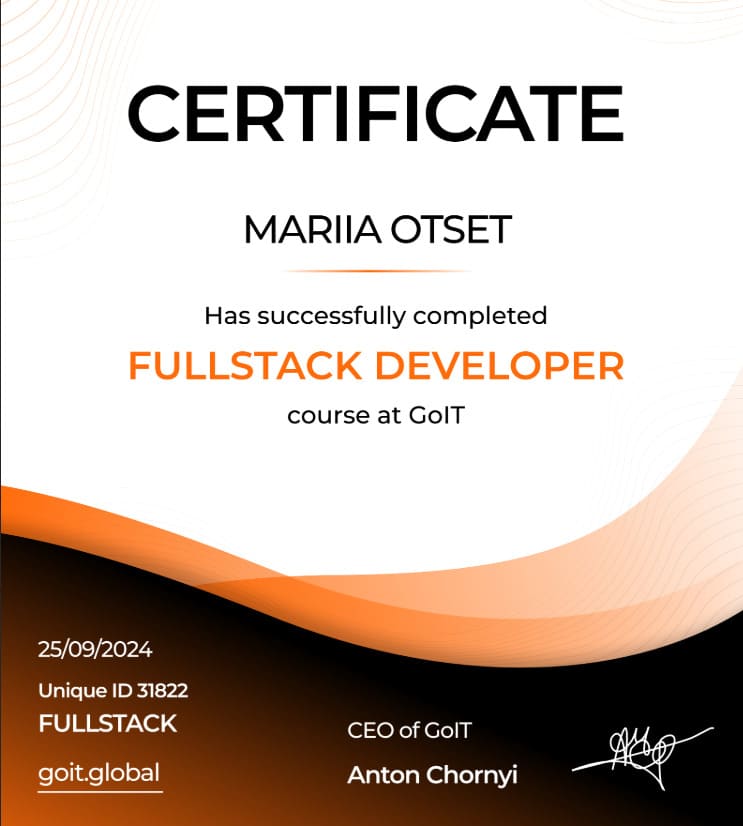 CERTIFICATE
MARIIA OTSET
Has successfully completed
FULLSTACK DEVELOPER
course at GoIT
25/09/2024
Unique ID 31822
FULLSTACK
goit.global
CEO of GoIT
Anton Chornyi